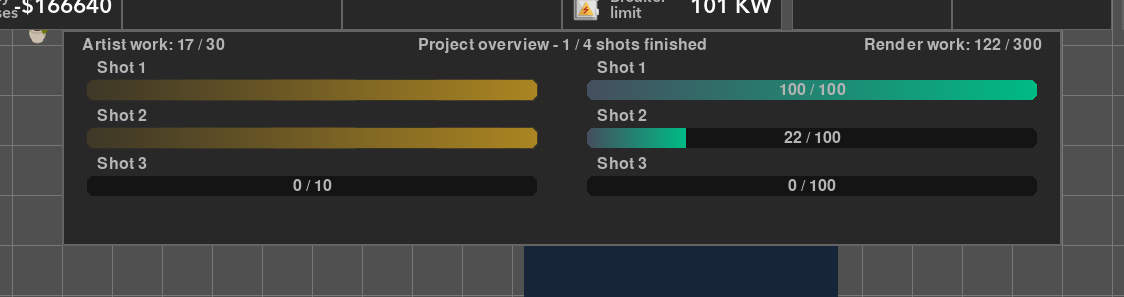 ses -$166640
limit 101 KW
Artist work: 17 / 30
Project overview - 1 / 4 shots finished
Render work: 122 / 300
Shot 1
Shot 1
100 / 100
Shot 2
Shot 2
22 / 100
Shot 3
Shot 3
0 / 10
0 / 100